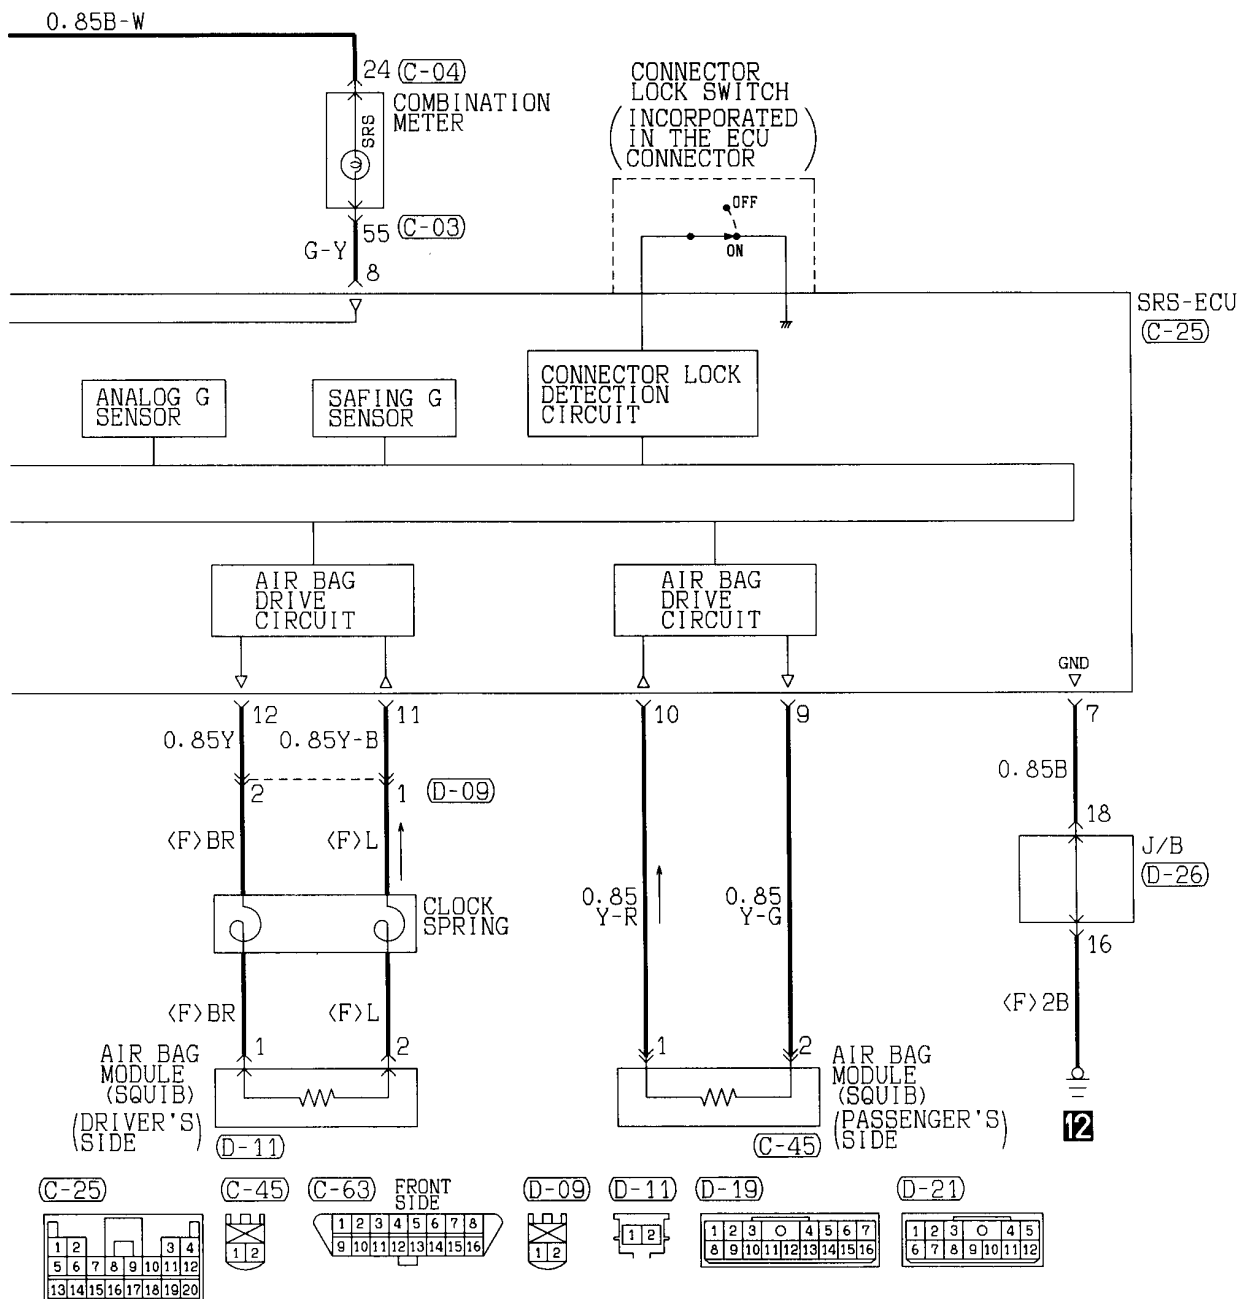 0.85B-W
24 (C-04)
COMBINATION
METER
SRS
55 (C-03)
G-Y
8
CONNECTOR
LOCK SWITCH
(INCORPORATED
IN THE ECU
CONNECTOR)
OFF
ON
SRS-ECU
(C-25)
ANALOG G
SENSOR
SAFING G
SENSOR
CONNECTOR LOCK
DETECTION
CIRCUIT
AIR BAG
DRIVE
CIRCUIT
AIR BAG
DRIVE
CIRCUIT
GND
12 11 10 9 7
0.85Y 0.85Y-B
0.85B
2 1 (D-09)
18
<F>BR <F>L
J/B
(D-26)
0.85
Y-R
0.85
Y-G
CLOCK
SPRING
16
<F>BR <F>L
<F>2B
1 2 1 2
AIR BAG
MODULE
(SQUIB)
(DRIVER'S
SIDE)
(D-11)
AIR BAG
MODULE
(SQUIB)
(PASSENGER'S
SIDE)
(C-45)
12
(C-25) (C-45) (C-63) FRONT
SIDE
(D-09) (D-11) (D-19) (D-21)
1 2 3 4
5 6 7 8 9 10 11 12
13 14 15 16 17 18 19 20
1 2
1 2 3 4 5 6 7 8
9 10 11 12 13 14 15 16
1 2
1 2
1 2 3 4 5 6 7
8 9 10 11 12 13 14 15 16
1 2 3 4 5
6 7 8 9 10 11 12